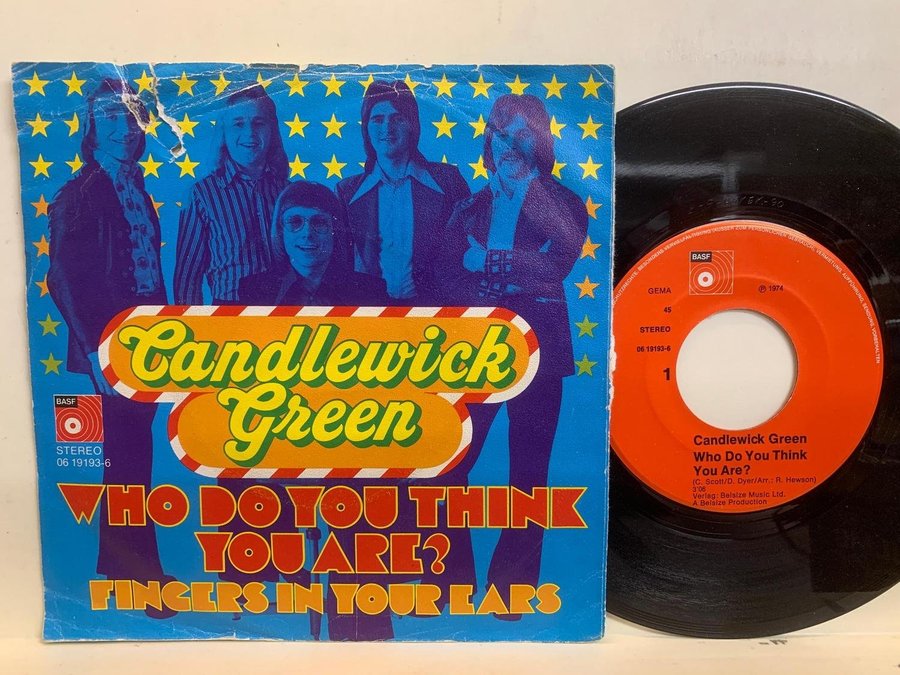 Candlewick
Green
BASF
STEREO
06 19193-6
WHO DO YOU THINK
YOU ARE?
FINGERS IN YOUR EARS
BASF
GEMA
℗ 1974
45
STEREO
06 19193-6
1
Candlewick Green
Who Do You Think
You Are?
(C. Scott/D. Dyer/Arr.: R. Hewson)
3'06
Verlag: Belsize Music Ltd.
A Belsize Production